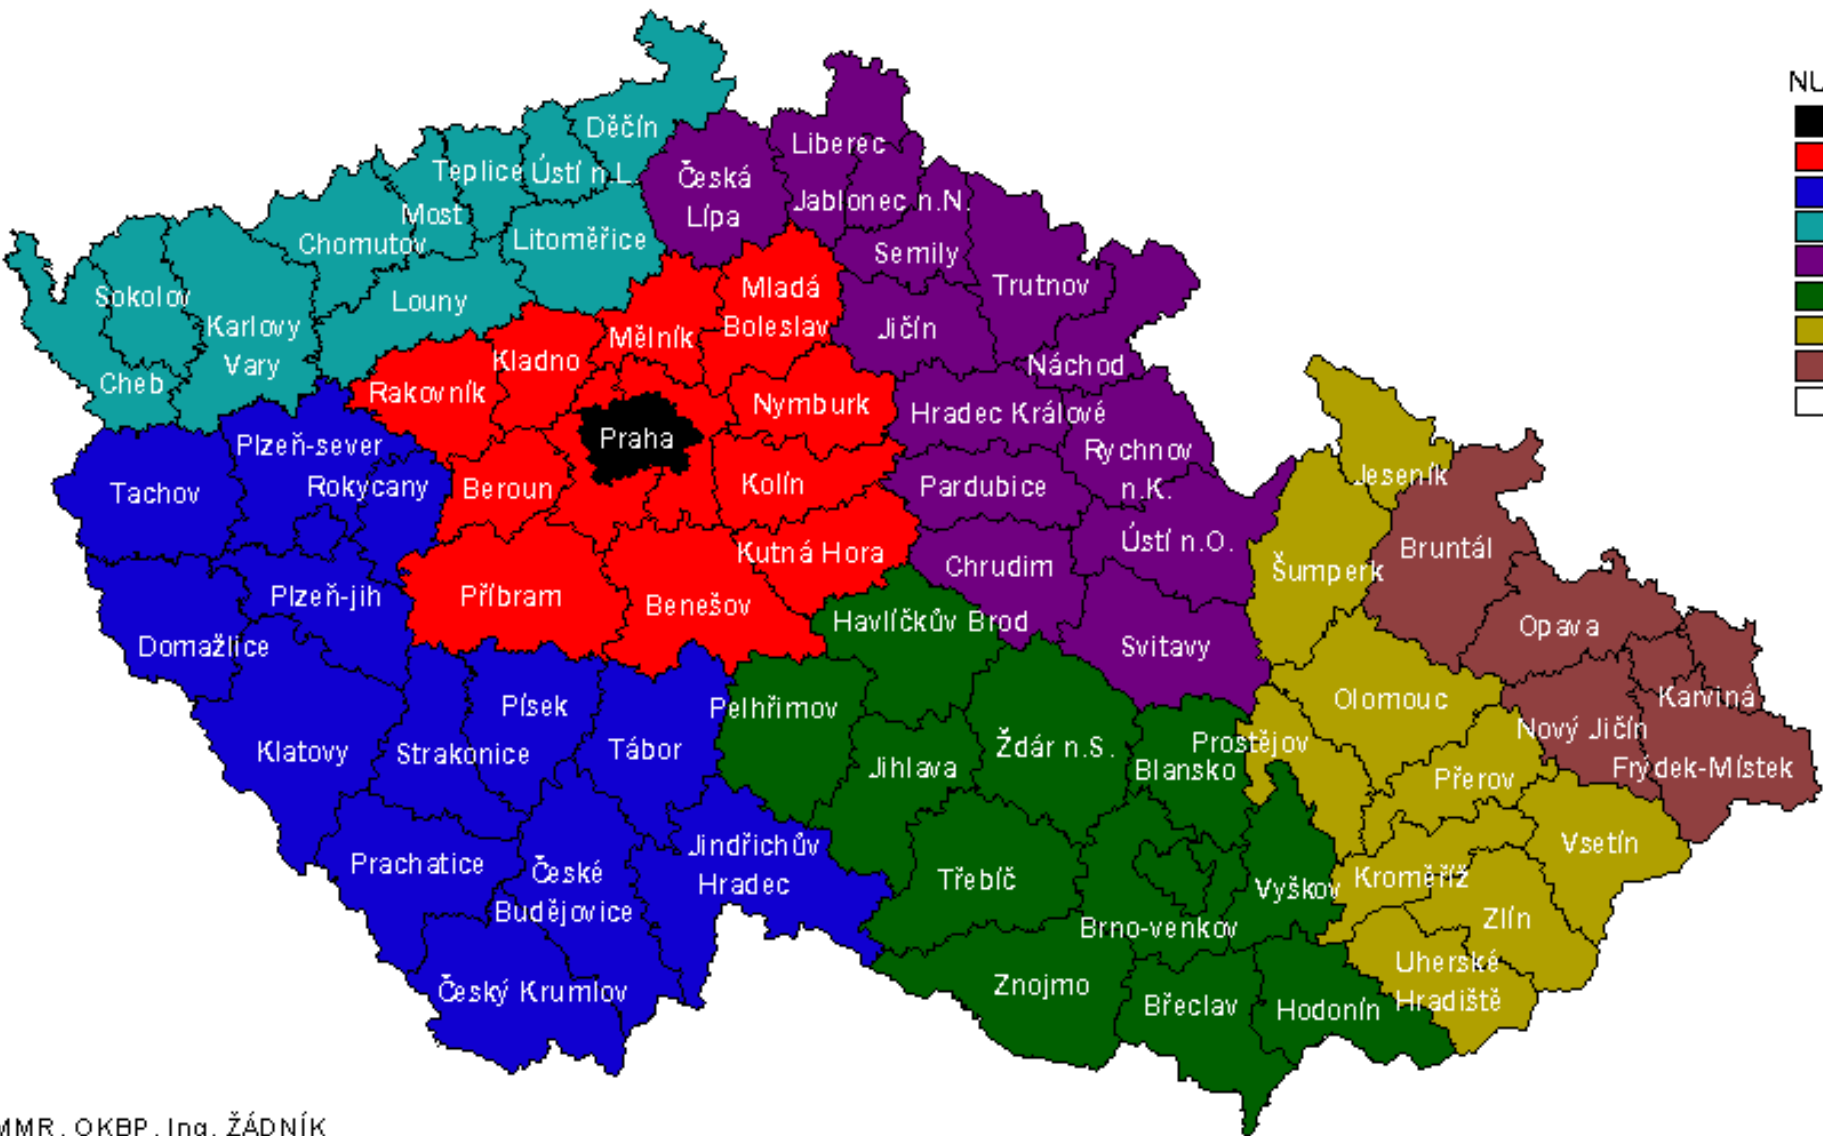 NU
Děčín
Liberec
Teplice
Ústí n.L.
Česká
Lípa
Jablonec n.N.
Most
Chomutov
Litoměřice
Semily
Sokolov
Louny
Trutnov
Mladá
Boleslav
Karlovy
Vary
Jičín
Mělník
Kladno
Náchod
Cheb
Rakovník
Nymburk
Hradec Králové
Praha
Plzeň-sever
Rychnov
n.K.
Tachov
Rokycany
Beroun
Kolín
Pardubice
Jeseník
Ústí n.O.
Bruntál
Kutná Hora
Chrudim
Šumperk
Plzeň-jih
Příbram
Benešov
Havlíčkův Brod
Opava
Domažlice
Svitavy
Karviná
Olomouc
Písek
Pelhřimov
Nový Jičín
Klatovy
Strakonice
Tábor
Ždár n.S.
Prostějov
Jihlava
Blansko
Přerov
Frýdek-Místek
Jindřichův
Hradec
Vsetín
Prachatice
České
Budějovice
Třebíč
Vyškov
Kroměříž
Zlín
Brno-venkov
Uherské
Hradiště
Český Krumlov
Znojmo
Břeclav
Hodonín
MMR, OKBP, Ing. ŽÁDNÍK